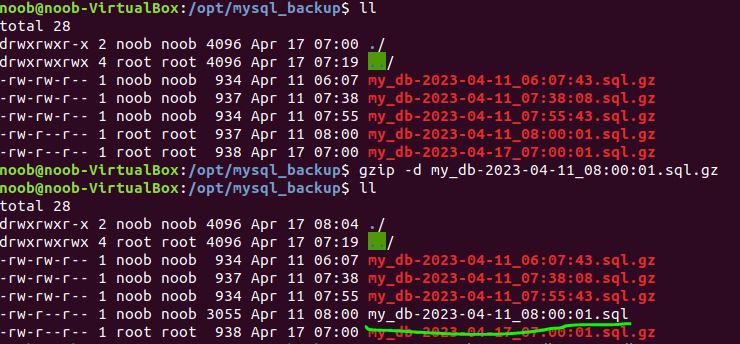 noob@noob-VirtualBox:/opt/mysql_backup$ ll
total 28
drwxrwxr-x 2 noob noob 4096 Apr 17 07:00 ./
drwxrwxrwx 4 root root 4096 Apr 17 07:19 ../
-rw-rw-r-- 1 noob noob  934 Apr 11 06:07 my_db-2023-04-11_06:07:43.sql.gz
-rw-rw-r-- 1 noob noob  937 Apr 11 07:38 my_db-2023-04-11_07:38:08.sql.gz
-rw-rw-r-- 1 noob noob  934 Apr 11 07:55 my_db-2023-04-11_07:55:43.sql.gz
-rw-r--r-- 1 root root  937 Apr 11 08:00 my_db-2023-04-11_08:00:01.sql.gz
-rw-r--r-- 1 root root  938 Apr 17 07:00 my_db-2023-04-17_07:00:01.sql.gz
noob@noob-VirtualBox:/opt/mysql_backup$ gzip -d my_db-2023-04-11_08:00:01.sql.gz
noob@noob-VirtualBox:/opt/mysql_backup$ ll
total 28
drwxrwxr-x 2 noob noob 4096 Apr 17 08:04 ./
drwxrwxrwx 4 root root 4096 Apr 17 07:19 ../
-rw-rw-r-- 1 noob noob  934 Apr 11 06:07 my_db-2023-04-11_06:07:43.sql.gz
-rw-rw-r-- 1 noob noob  937 Apr 11 07:38 my_db-2023-04-11_07:38:08.sql.gz
-rw-rw-r-- 1 noob noob  934 Apr 11 07:55 my_db-2023-04-11_07:55:43.sql.gz
-rw-r--r-- 1 noob noob 3055 Apr 11 08:00 my_db-2023-04-11_08:00:01.sql
-rw-r--r-- 1 root root  938 Apr 17 07:00 my_db-2023-04-17_07:00:01.sql.gz